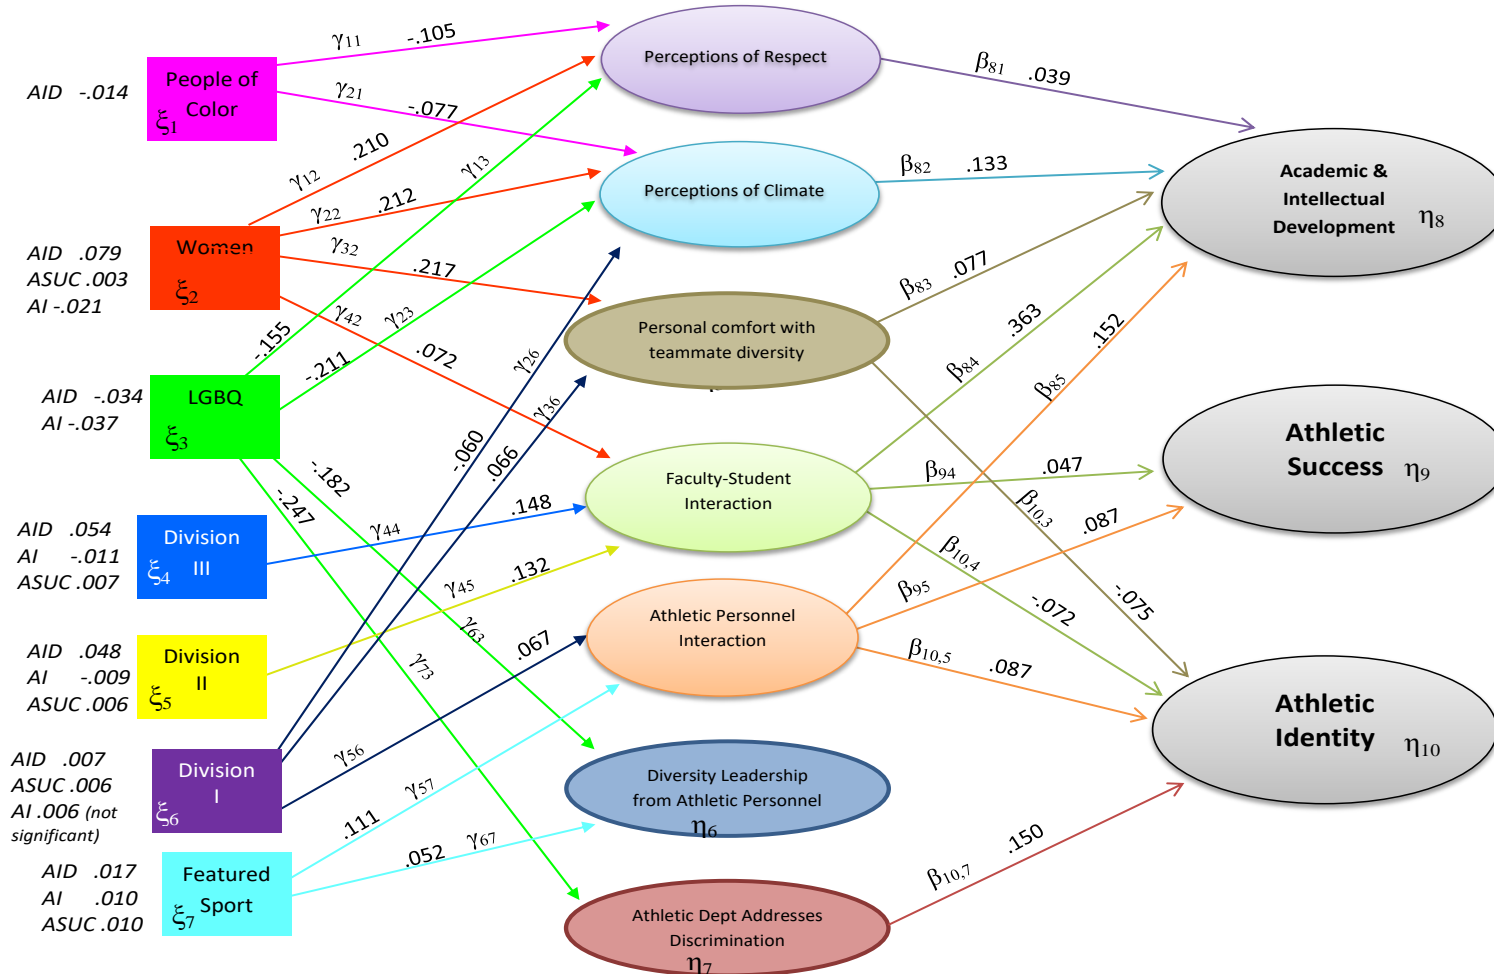 AID -.014
People of
Color
ξ1
γ11 -.105
γ21 -.077
AID .079
ASUC .003
AI -.021
Women
ξ2
γ12 .210
γ22 .212
γ32 .217
γ42 .072
AID -.034
AI -.037
LGBQ
ξ3
γ13 -.155
γ23 -.211
γ63 -.182
γ73 -.247
AID .054
AI -.011
ASUC .007
Division
III
ξ4
γ44 .148
AID .048
AI -.009
ASUC .006
Division
II
ξ5
γ45 .132
AID .007
ASUC .006
AI .006 (not
significant)
Division
I
ξ6
γ26 -.060
γ36 .066
γ56 .067
AID .017
AI .010
ASUC .010
Featured
Sport
ξ7
.111 γ57
.052 γ67
Perceptions of Respect
Perceptions of Climate
Personal comfort with
teammate diversity
Faculty-Student
Interaction
Athletic Personnel
Interaction
Diversity Leadership
from Athletic Personnel
η6
Athletic Dept Addresses
Discrimination
η7
β81 .039
β82 .133
β83 .077
β84 .363
β85 .152
β94 .047
β95 .087
β10,3 -.075
β10,4 -.072
β10,5 .087
β10,7 .150
Academic &
Intellectual
Development η8
Athletic
Success η9
Athletic
Identity η10